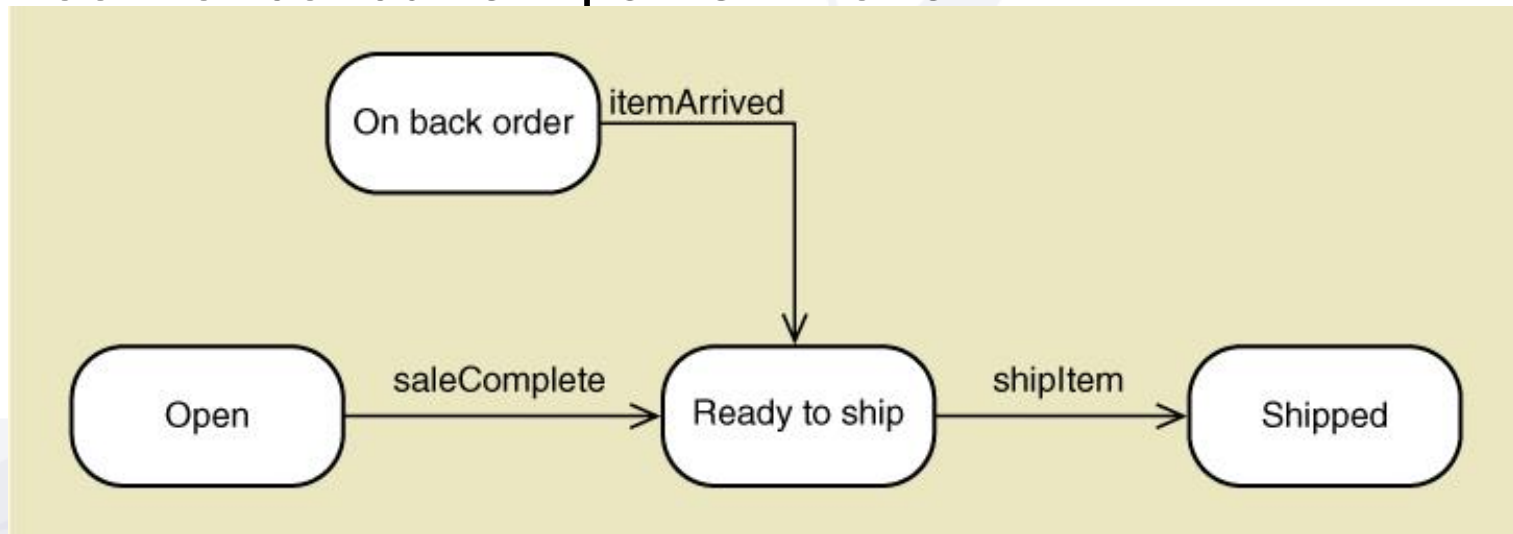 itemArrived
On back order
saleComplete
shipItem
Open
Ready to ship
Shipped